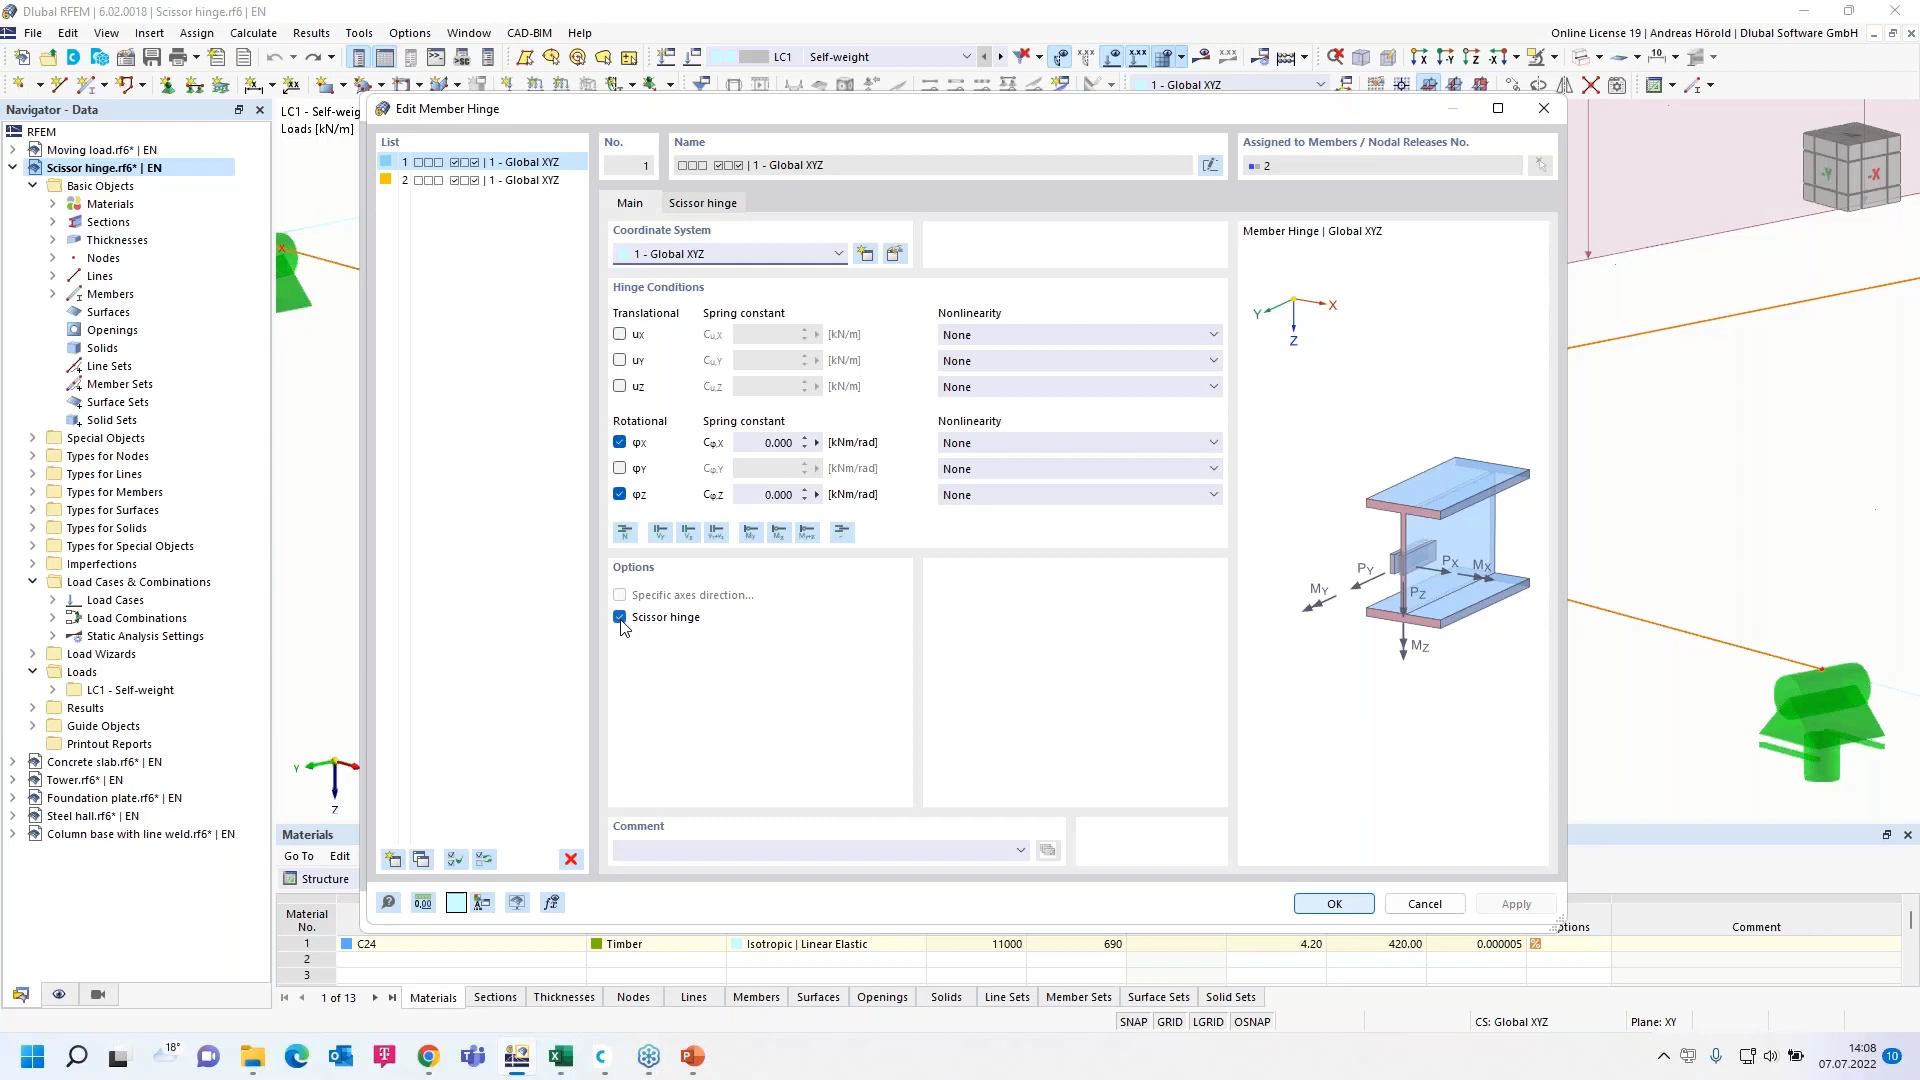 Dlubal RFEM | 6.02.0018 | Scissor hinge.rf6 | EN
File Edit View Insert Assign Calculate Results Tools Options Window CAD-BIM Help
Online License 19 | Andreas Hörold | Dlubal Software GmbH
LC1 Self-weight
1 - Global XYZ
Navigator - Data
RFEM
Moving load.rf6* | EN
Scissor hinge.rf6* | EN
Basic Objects
Materials
Sections
Thicknesses
Nodes
Lines
Members
Surfaces
Openings
Solids
Line Sets
Member Sets
Surface Sets
Solid Sets
Special Objects
Types for Nodes
Types for Lines
Types for Members
Types for Surfaces
Types for Solids
Types for Special Objects
Imperfections
Load Cases & Combinations
Load Cases
Load Combinations
Static Analysis Settings
Load Wizards
Loads
LC1 - Self-weight
Results
Guide Objects
Printout Reports
Concrete slab.rf6* | EN
Tower.rf6* | EN
Foundation plate.rf6* | EN
Steel hall.rf6* | EN
Column base with line weld.rf6* | EN
LC1 - Self-weig
Loads [kN/m]
X
Y
Z
-Y -X
Edit Member Hinge
List
1 | 1 - Global XYZ
2 | 1 - Global XYZ
No.
1
Name
| 1 - Global XYZ
Assigned to Members / Nodal Releases No.
2
Main Scissor hinge
Coordinate System
1 - Global XYZ
Hinge Conditions
Translational Spring constant Nonlinearity
uX Cu,X [kN/m] None
uY Cu,Y [kN/m] None
uZ Cu,Z [kN/m] None
Rotational Spring constant Nonlinearity
φX Cφ,X 0.000 [kNm/rad] None
φY Cφ,Y [kNm/rad] None
φZ Cφ,Z 0.000 [kNm/rad] None
Options
Specific axes direction...
Scissor hinge
Comment
Member Hinge | Global XYZ
Y X
Z
PY PX MX
MY PZ
MZ
OK Cancel Apply
Materials
Go To Edit
Structure
Material
No.
Comment
1 C24 Timber Isotropic | Linear Elastic 11000 690 4.20 420.00 0.000005
2
3
1 of 13 Materials Sections Thicknesses Nodes Lines Members Surfaces Openings Solids Line Sets Member Sets Surface Sets Solid Sets
SNAP GRID LGRID OSNAP CS: Global XYZ Plane: XY
18°
14:08
07.07.2022
10